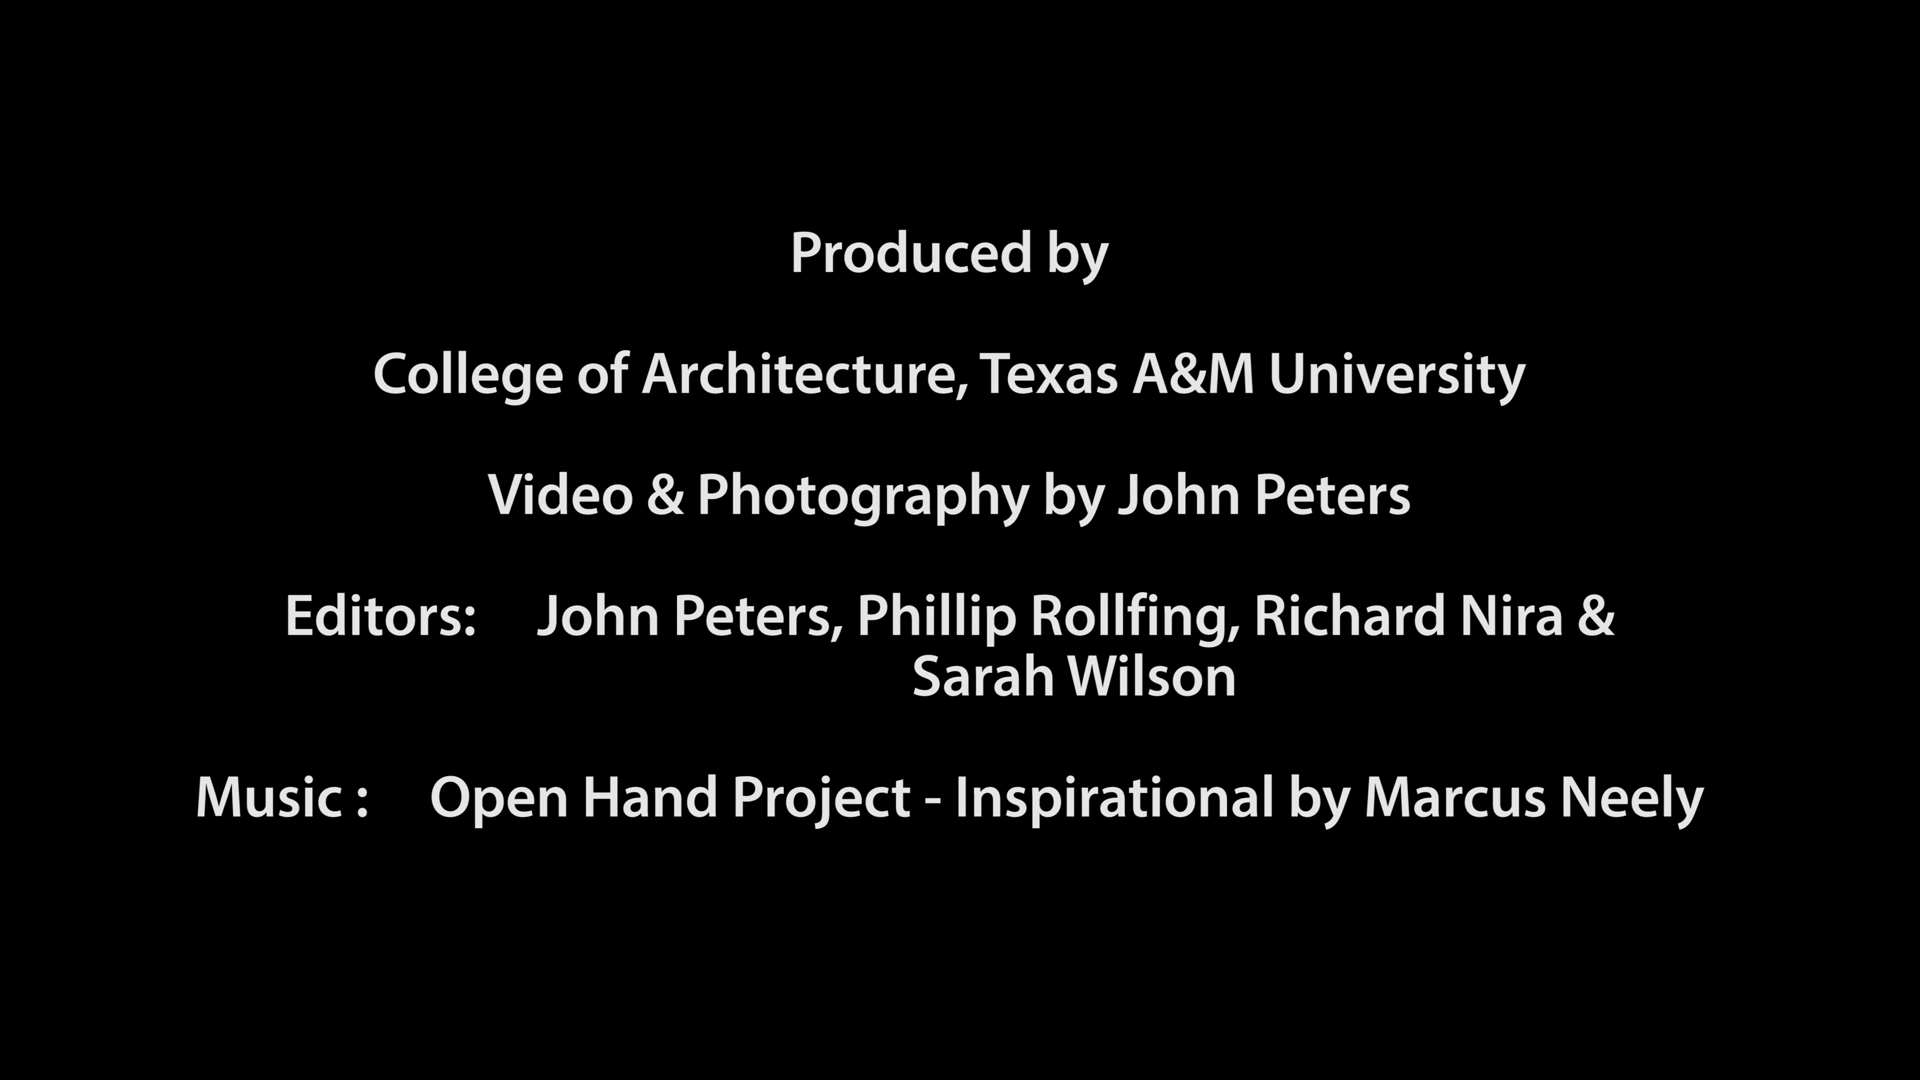 Produced by
College of Architecture, Texas A&M University
Video & Photography by John Peters
Editors: John Peters, Phillip Rollfing, Richard Nira &
Sarah Wilson
Music : Open Hand Project - Inspirational by Marcus Neely